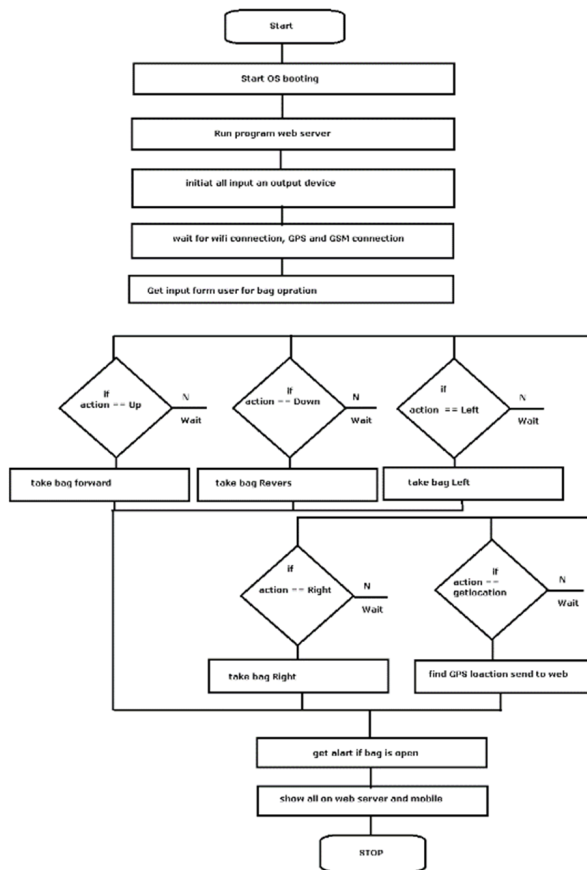 Start
Start OS booting
Run program web server
initial all input an output device
wait for wifi connection, GPS and GSM connection
Get input form user for bag opration
if
action == Up
N
Wait
if
action == Down
N
Wait
if
action == Left
N
Wait
take bag forward
take bag Revers
take bag Left
if
action == Right
N
Wait
if
action ==
getlocation
N
Wait
take bag Right
find GPS loaction send to web
get alart if bag is open
show all on web server and mobile
STOP